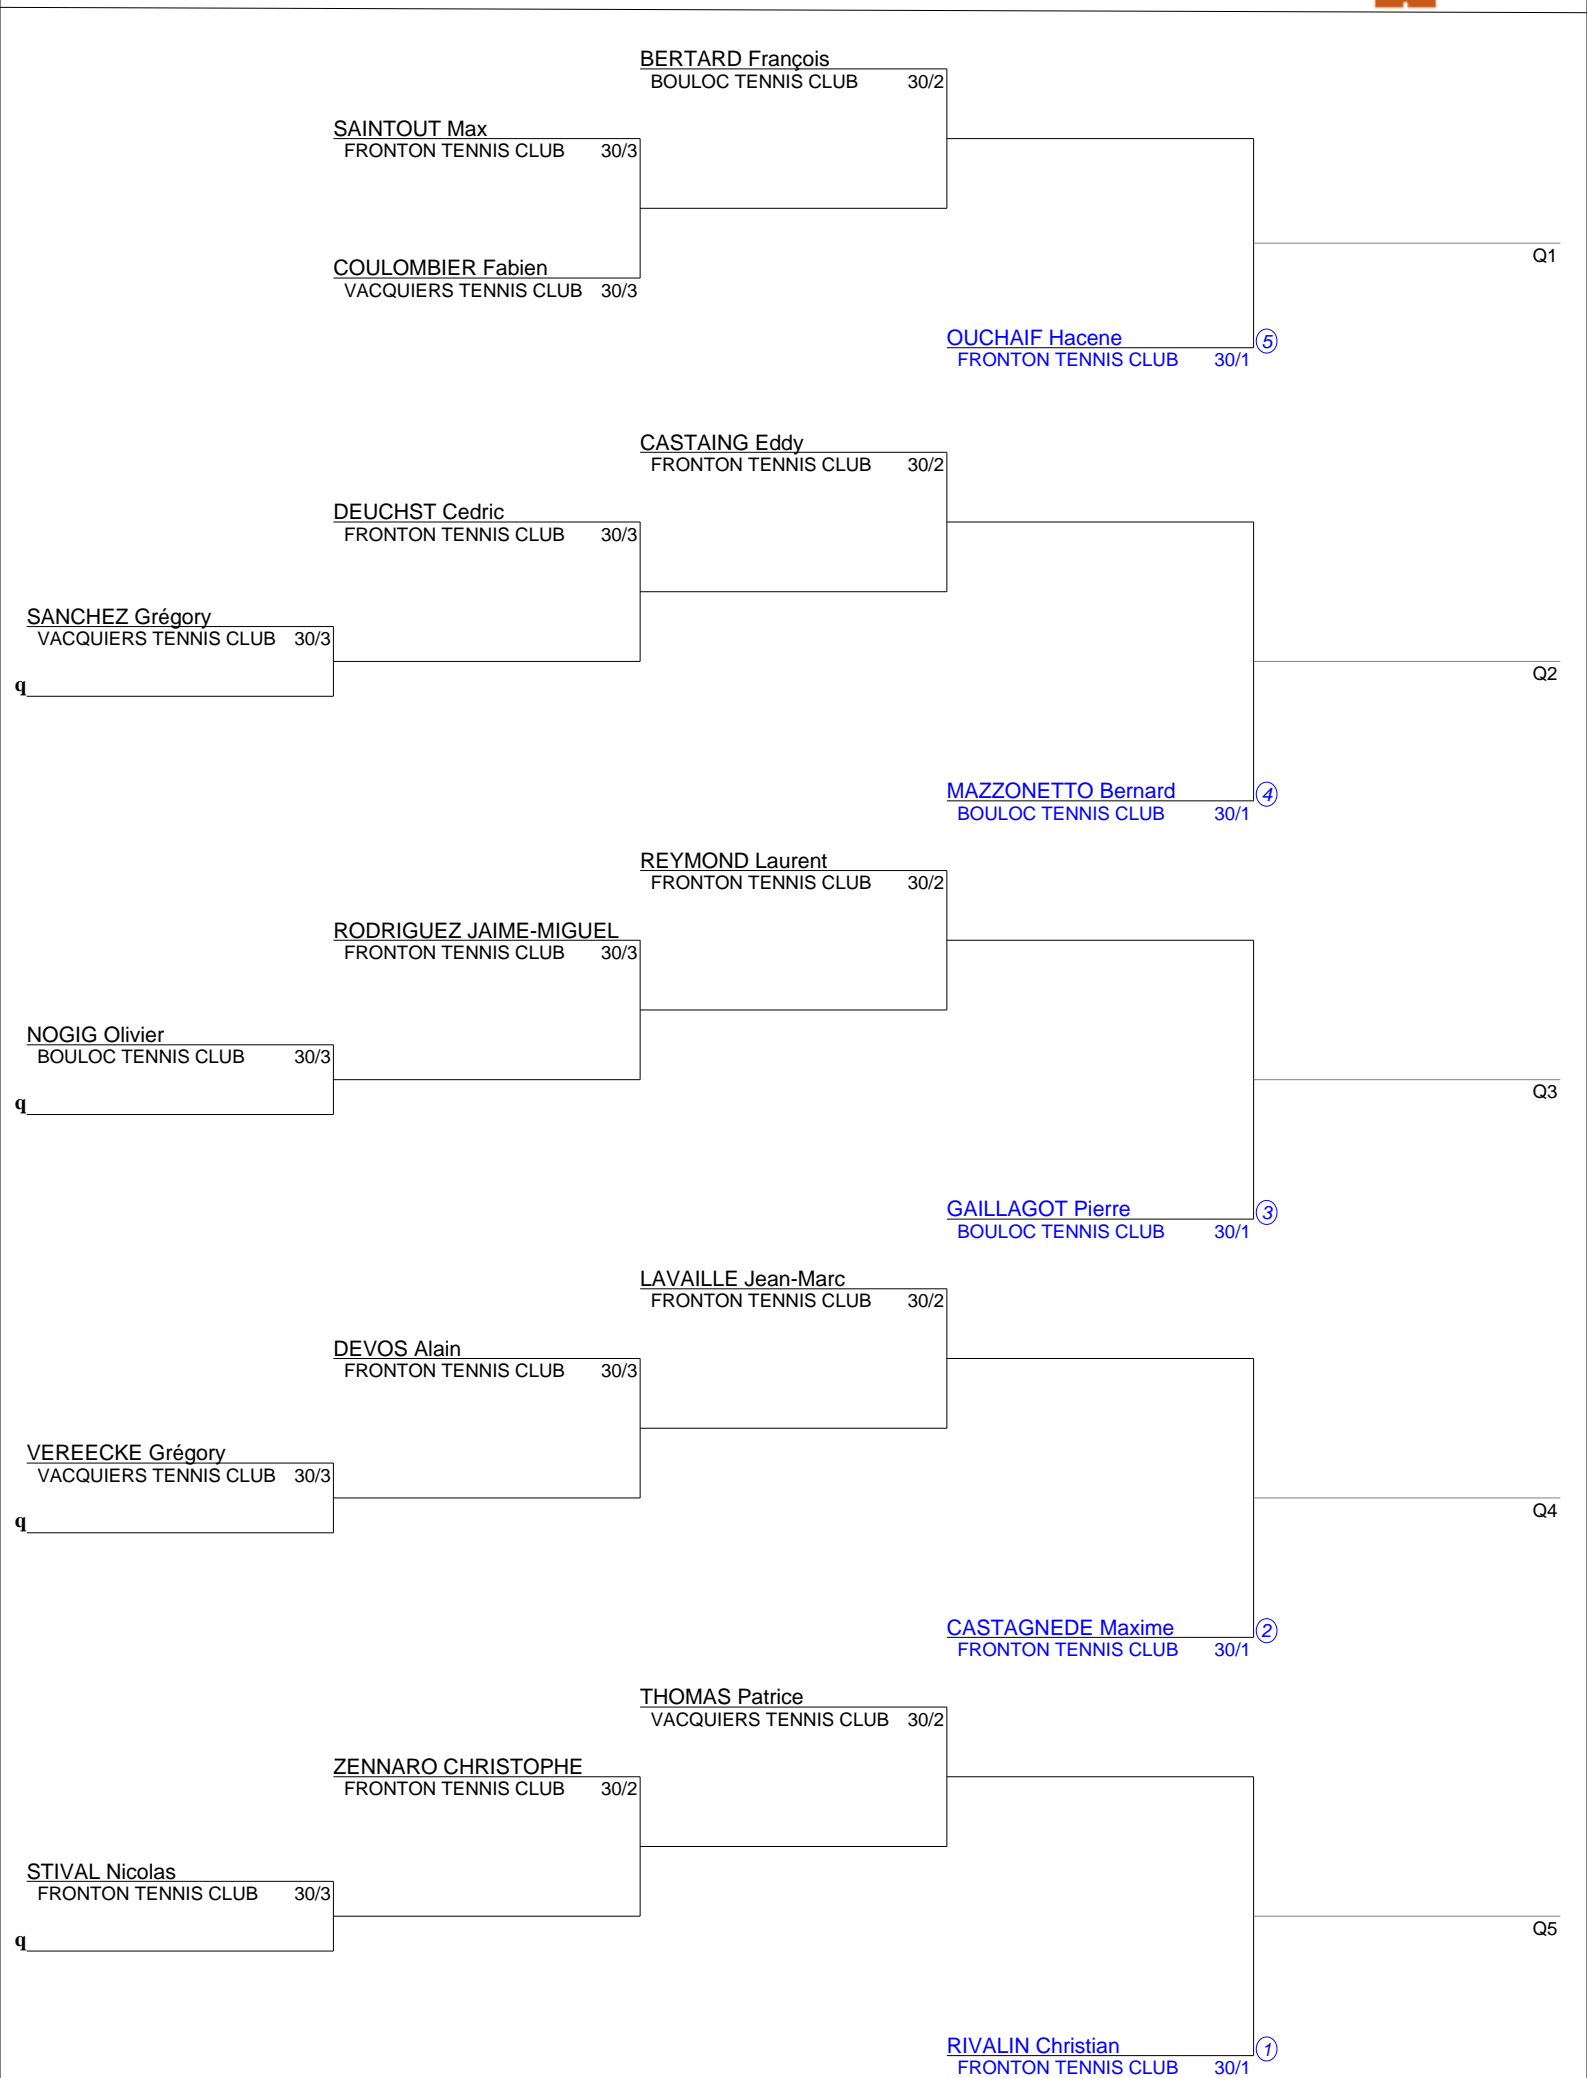 BERTARD François
BOULOC TENNIS CLUB 30/2
SAINTOUT Max
FRONTON TENNIS CLUB 30/3
Q1
COULOMBIER Fabien
VACQUIERS TENNIS CLUB 30/3
OUCHAIF Hacene 5
FRONTON TENNIS CLUB 30/1
CASTAING Eddy
FRONTON TENNIS CLUB 30/2
DEUCHST Cedric
FRONTON TENNIS CLUB 30/3
SANCHEZ Grégory
VACQUIERS TENNIS CLUB 30/3
Q2
q
MAZZONETTO Bernard 4
BOULOC TENNIS CLUB 30/1
REYMOND Laurent
FRONTON TENNIS CLUB 30/2
RODRIGUEZ JAIME-MIGUEL
FRONTON TENNIS CLUB 30/3
NOGIG Olivier
BOULOC TENNIS CLUB 30/3
Q3
q
GAILLAGOT Pierre 3
BOULOC TENNIS CLUB 30/1
LAVAILLE Jean-Marc
FRONTON TENNIS CLUB 30/2
DEVOS Alain
FRONTON TENNIS CLUB 30/3
VEREECKE Grégory
VACQUIERS TENNIS CLUB 30/3
Q4
q
CASTAGNEDE Maxime 2
FRONTON TENNIS CLUB 30/1
THOMAS Patrice
VACQUIERS TENNIS CLUB 30/2
ZENNARO CHRISTOPHE
FRONTON TENNIS CLUB 30/2
STIVAL Nicolas
FRONTON TENNIS CLUB 30/3
Q5
q
RIVALIN Christian 1
FRONTON TENNIS CLUB 30/1